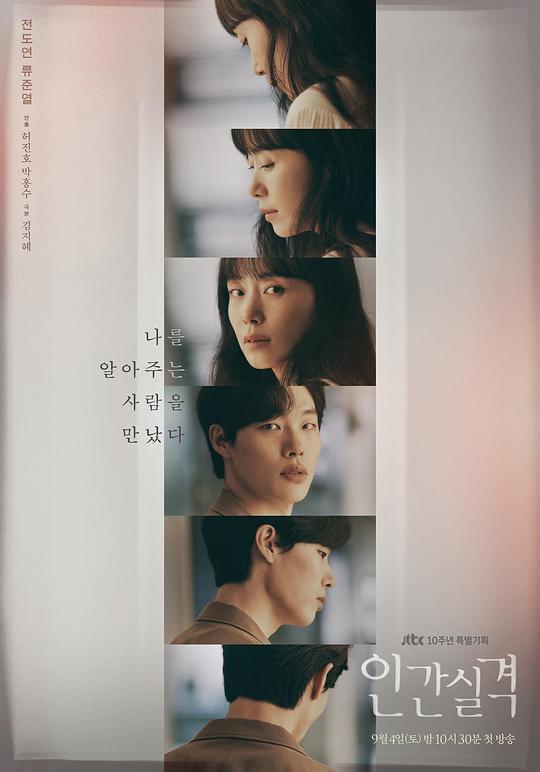 전도연 류준열
연출 허진호 박홍수 극본 김지혜
나를
알아주는
사람을
만났다
jtbc 10주년 특별기획
인간실격
9월 4일(토) 밤 10시 30분 첫 방송